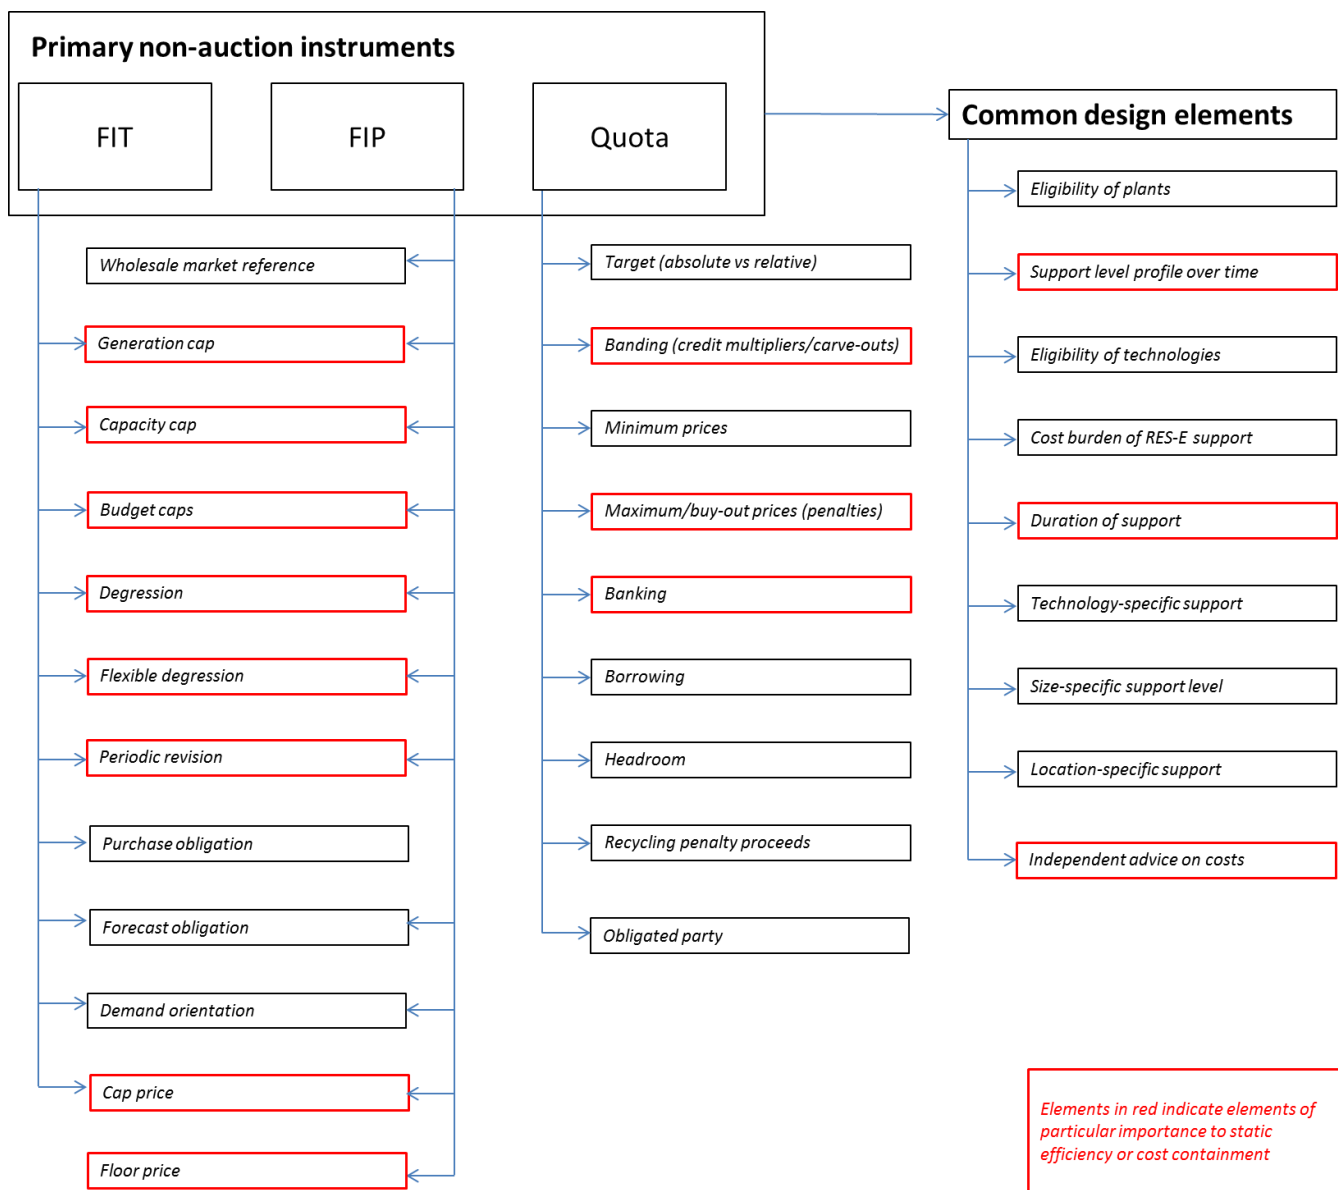 Primary non-auction instruments
FIT
FIP
Quota
Common design elements
Wholesale market reference
Generation cap
Capacity cap
Budget caps
Degression
Flexible degression
Periodic revision
Purchase obligation
Forecast obligation
Demand orientation
Cap price
Floor price
Target (absolute vs relative)
Banding (credit multipliers/carve-outs)
Minimum prices
Maximum/buy-out prices (penalties)
Banking
Borrowing
Headroom
Recycling penalty proceeds
Obligated party
Eligibility of plants
Support level profile over time
Eligibility of technologies
Cost burden of RES-E support
Duration of support
Technology-specific support
Size-specific support level
Location-specific support
Independent advice on costs
Elements in red indicate elements of
particular importance to static
efficiency or cost containment